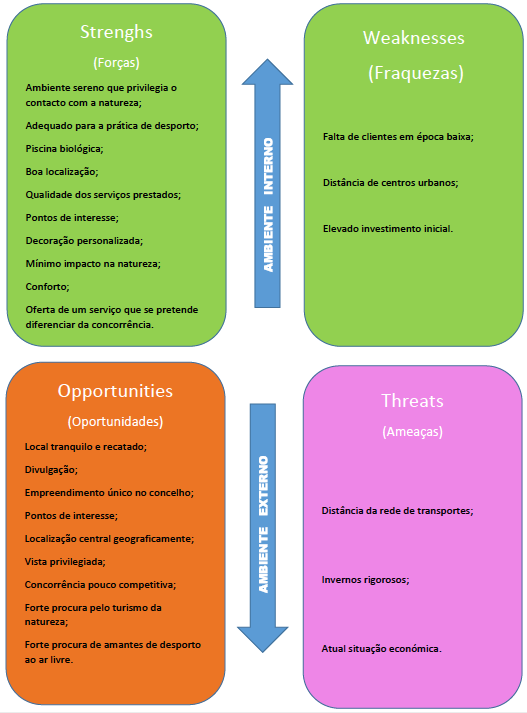 Strenghs
(Forças)
Ambiente sereno que privilegia o
contacto com a natureza;
Adequado para a prática de desporto;
Piscina biológica;
Boa localização;
Qualidade dos serviços prestados;
Pontos de interesse;
Decoração personalizada;
Mínimo impacto na natureza;
Conforto;
Oferta de um serviço que se pretende
diferenciar da concorrência.
AMBIENTE INTERNO
Weaknesses
(Fraquezas)
Falta de clientes em época baixa;
Distância de centros urbanos;
Elevado investimento inicial.
Opportunities
(Oportunidades)
Local tranquilo e recatado;
Divulgação;
Empreendimento único no concelho;
Pontos de interesse;
Localização central geograficamente;
Vista privilegiada;
Concorrência pouco competitiva;
Forte procura pelo turismo da
natureza;
Forte procura de amantes de desporto
ao ar livre.
AMBIENTE EXTERNO
Threats
(Ameaças)
Distância da rede de transportes;
Invernos rigorosos;
Atual situação económica.